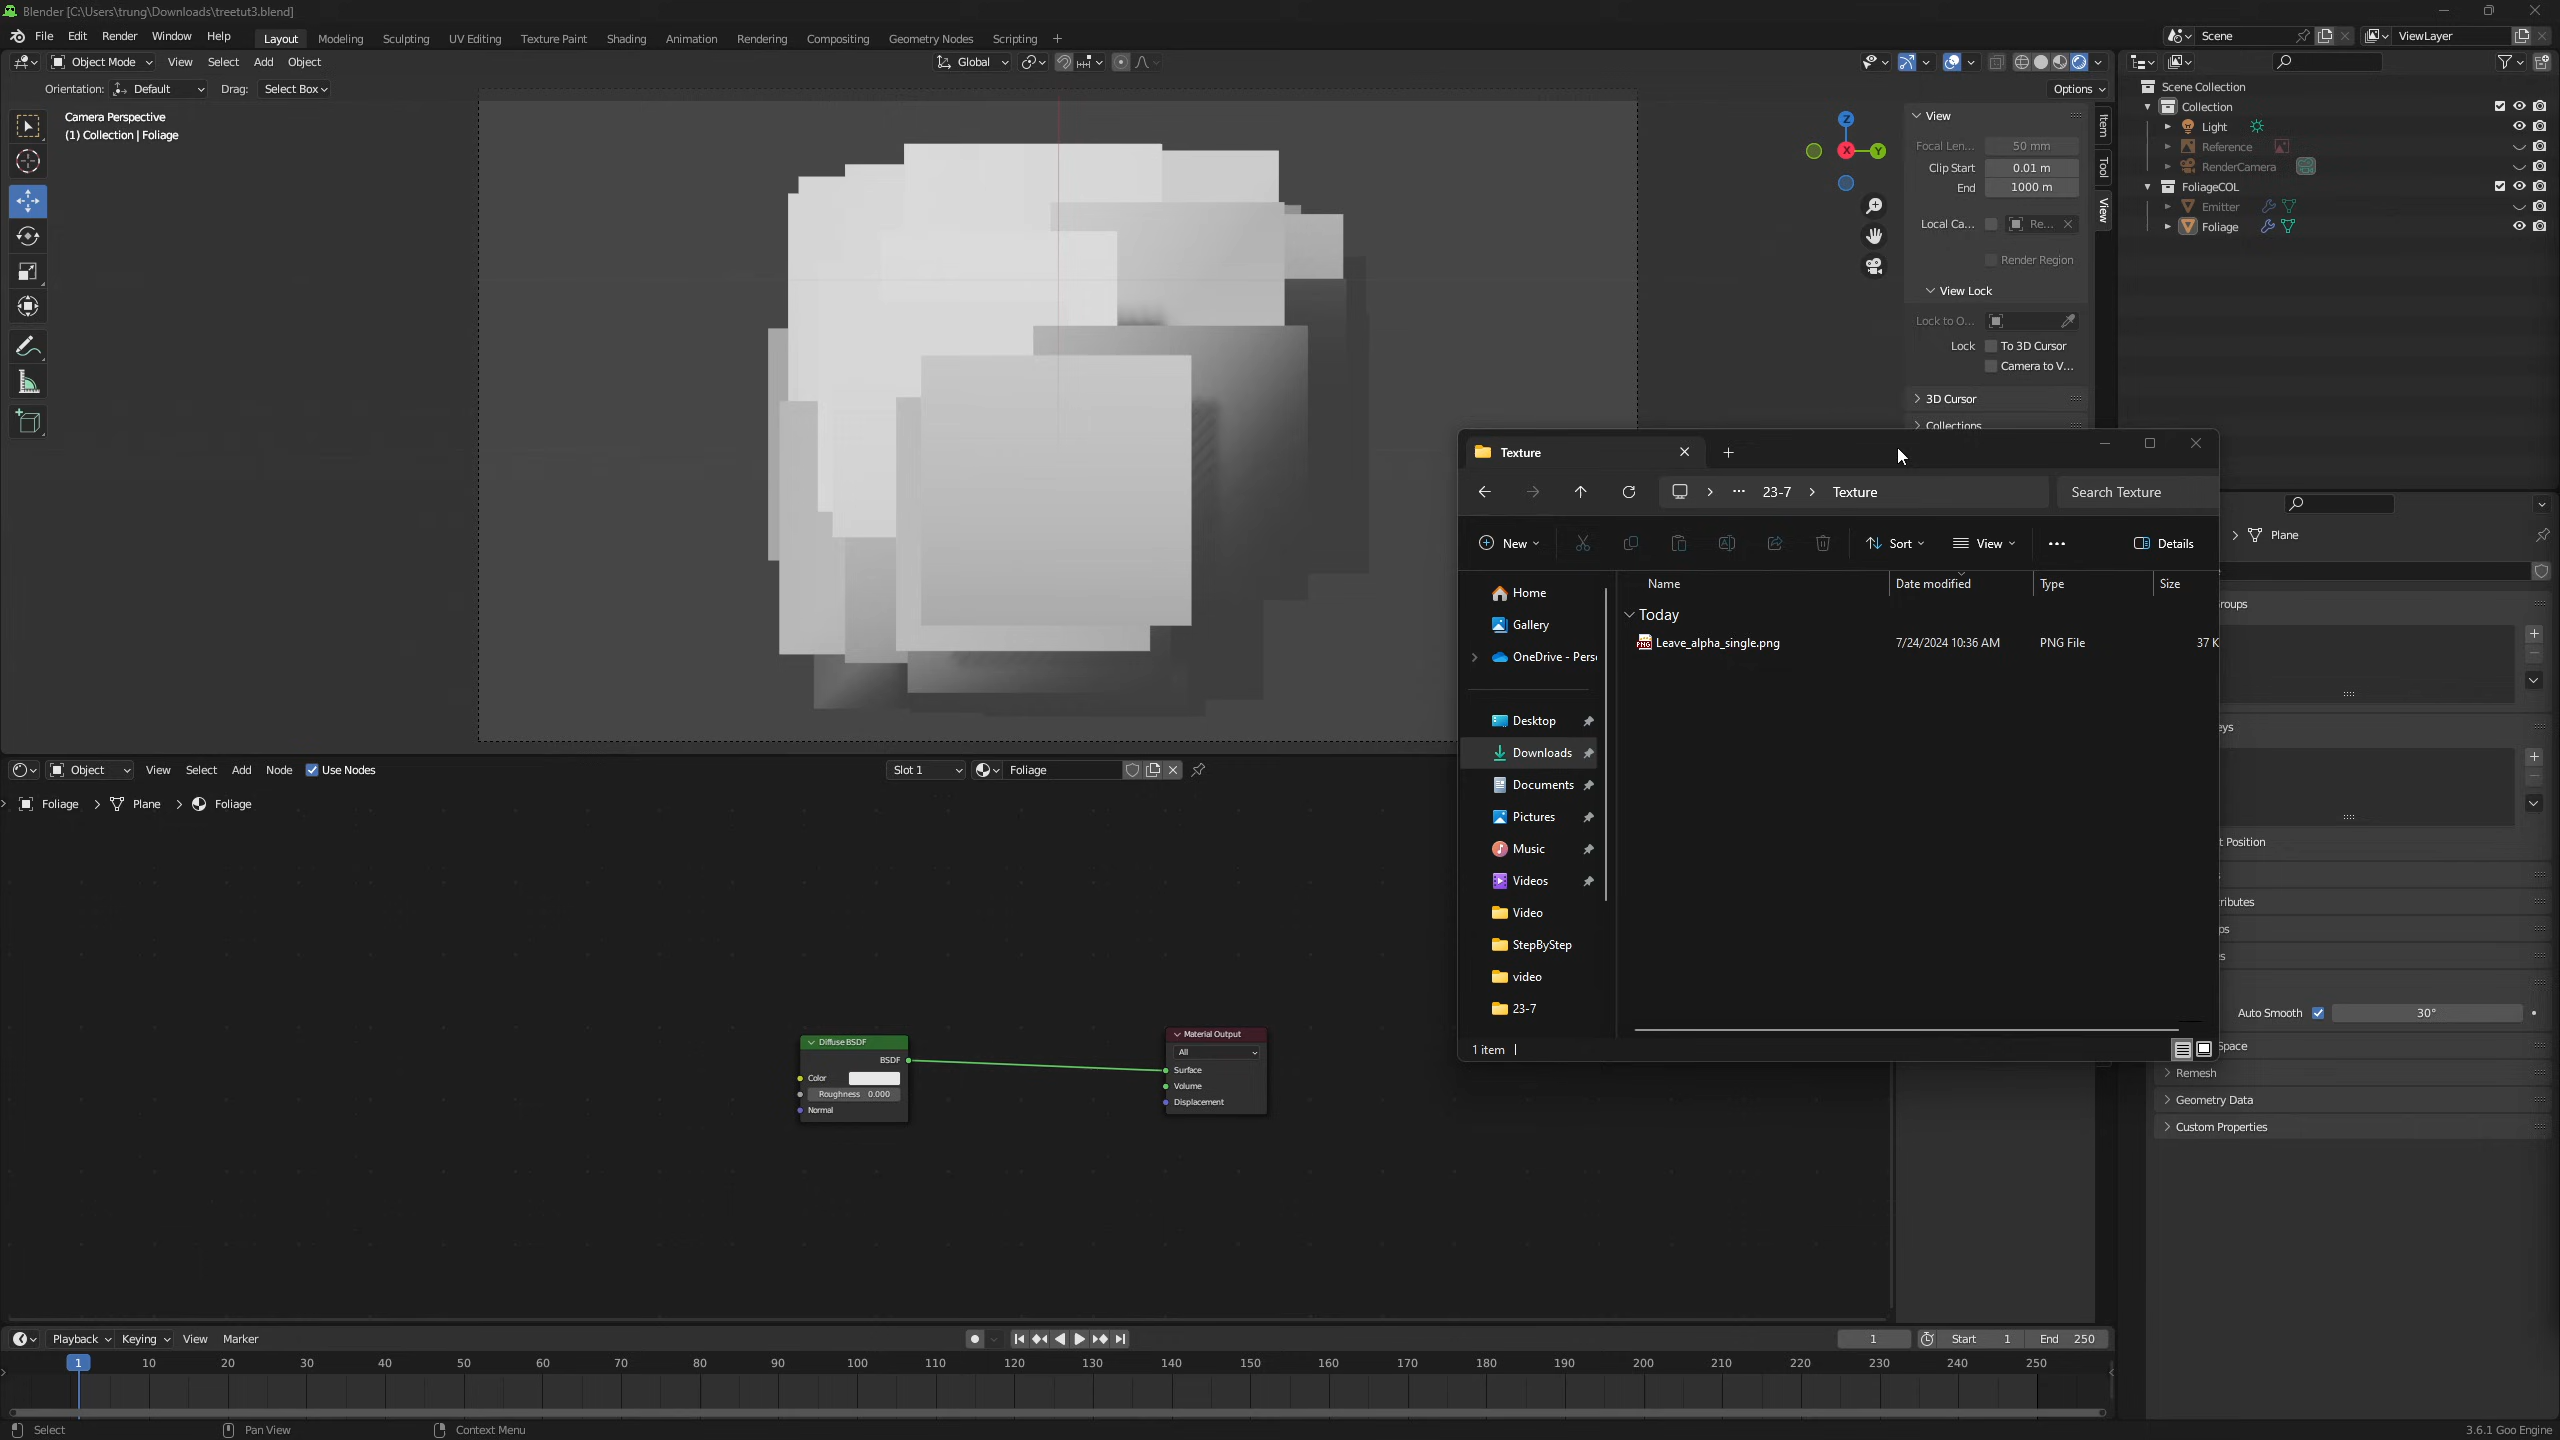 Blender [C:\Users\trung\Downloads\treetut3.blend]
File Edit Render Window Help Layout Modeling Sculpting UV Editing Texture Paint Shading Animation Rendering Compositing Geometry Nodes Scripting Scene ViewLayer
Object Mode View Select Add Object Global
Orientation: Default Drag: Select Box Options
Camera Perspective
(1) Collection | Foliage
Z
X
Y
View
Focal Len... 50 mm
Clip Start 0.01 m
End 1000 m
Local Ca... Re...
Render Region
View Lock
Lock to O...
Lock To 3D Cursor
Camera to V...
3D Cursor
Collections
Item
Tool
View
Scene Collection
Collection
Light
Reference
RenderCamera
FoliageCOL
Emitter
Foliage
Texture
23-7 Texture Search Texture
New Sort View Details
Name Date modified Type Size
Today
Leave_alpha_single.png 7/24/2024 10:36 AM PNG File 37 K
Home
Gallery
OneDrive - Pers
Desktop
Downloads
Documents
Pictures
Music
Videos
Video
StepByStep
video
23-7
1 item
Plane
roups
eys
t Position
s
ributes
ps
es
Auto Smooth 30°
Space
Remesh
Geometry Data
Custom Properties
Object View Select Add Node Use Nodes Slot 1 Foliage
Foliage Plane Foliage
Diffuse BSDF
BSDF
Color
Roughness 0.000
Normal
Material Output
All
Surface
Volume
Displacement
Playback Keying View Marker 1 Start 1 End 250
1 10 20 30 40 50 60 70 80 90 100 110 120 130 140 150 160 170 180 190 200 210 220 230 240 250
Select Pan View Context Menu 3.6.1 Goo Engine